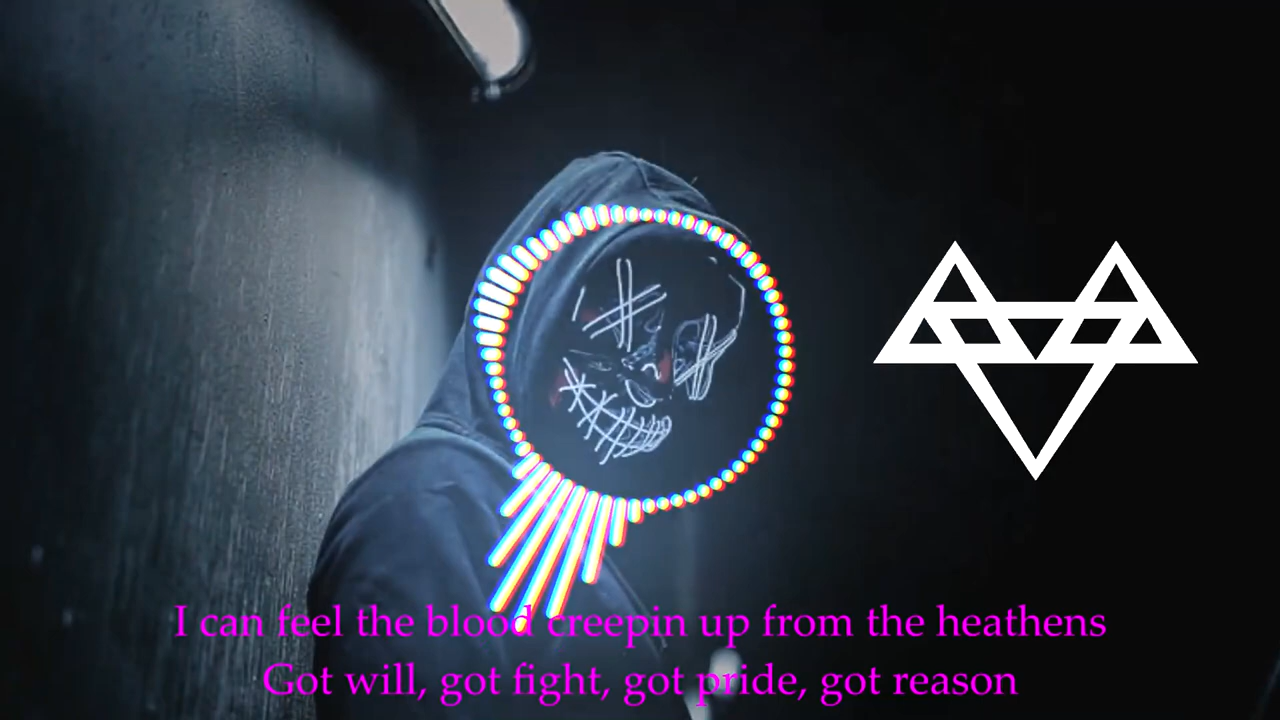 I can feel the blood creepin up from the heathens
Got will, got fight, got pride, got reason